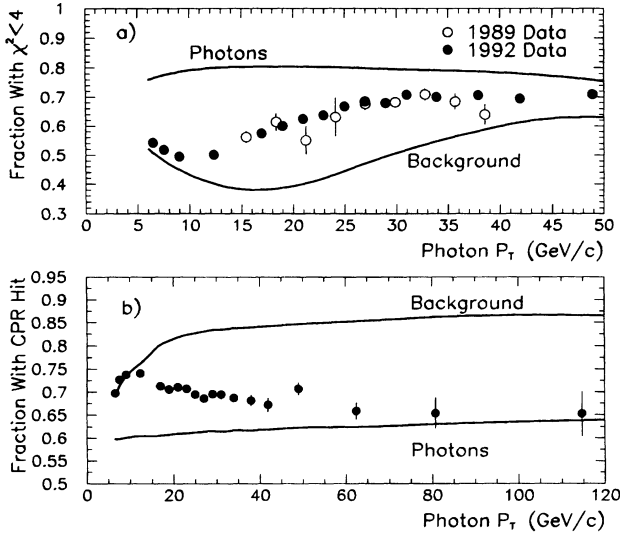 Fraction With χ²<4
1
0.9
0.8
0.7
0.6
0.5
0.4
0.3
a)
Photons
1989 Data
1992 Data
Background
0 5 10 15 20 25 30 35 40 45 50
Photon P_T (GeV/c)
Fraction With CPR Hit
0.95
0.9
0.85
0.8
0.75
0.7
0.65
0.6
0.55
0.5
b)
Background
Photons
0 20 40 60 80 100 120
Photon P_T (GeV/c)